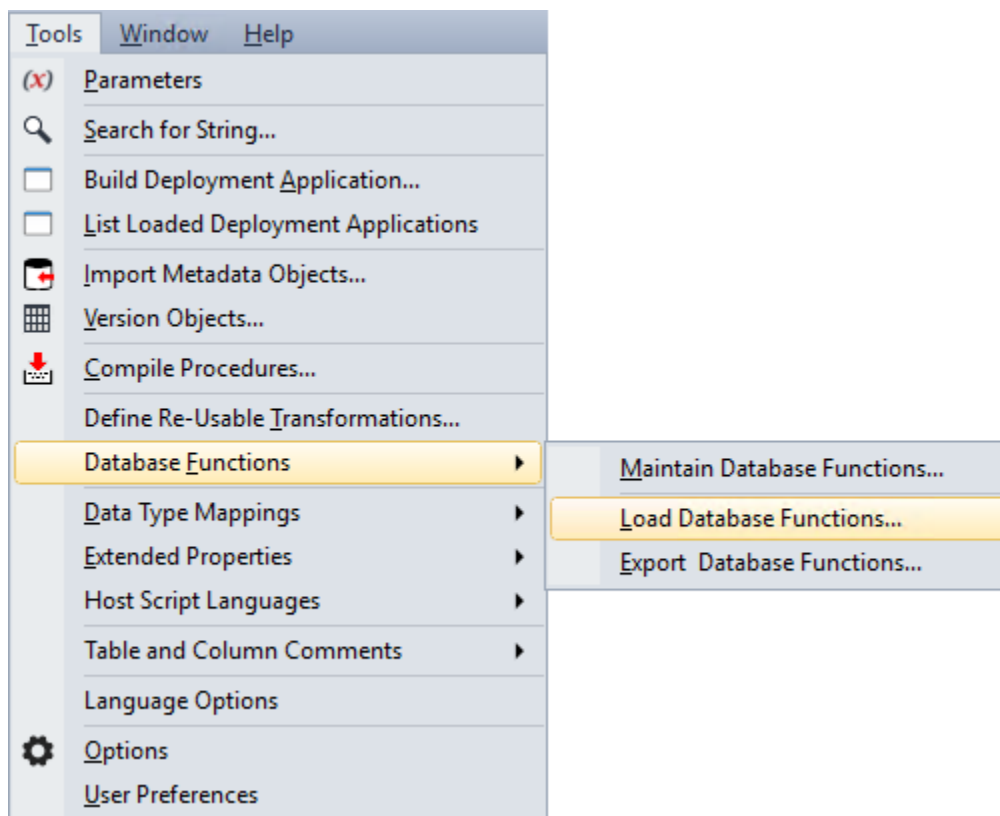 Tools Window Help
(x) Parameters
Search for String...
Build Deployment Application...
List Loaded Deployment Applications
Import Metadata Objects...
Version Objects...
Compile Procedures...
Define Re-Usable Transformations...
Database Functions
Maintain Database Functions...
Load Database Functions...
Export  Database Functions...
Data Type Mappings
Extended Properties
Host Script Languages
Table and Column Comments
Language Options
Options
User Preferences